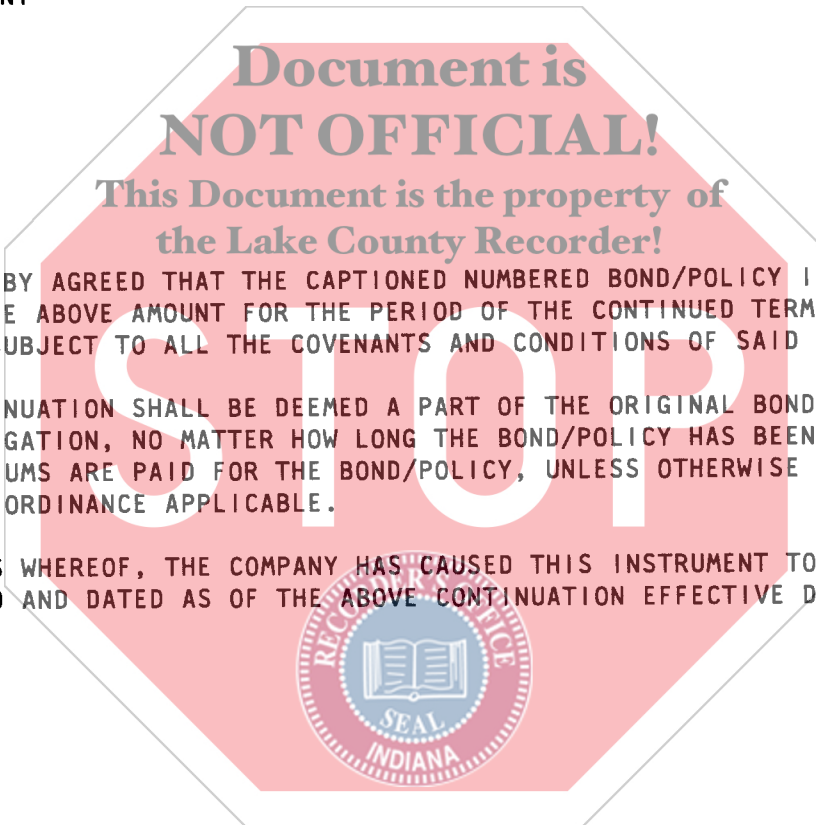 Document is
NOT OFFICIAL!
This Document is the property of
the Lake County Recorder!
BY AGREED THAT THE CAPTIONED NUMBERED BOND/POLICY I
E ABOVE AMOUNT FOR THE PERIOD OF THE CONTINUED TERM
UBJECT TO ALL THE COVENANTS AND CONDITIONS OF SAID
STOP
NUATION SHALL BE DEEMED A PART OF THE ORIGINAL BOND
GATION, NO MATTER HOW LONG THE BOND/POLICY HAS BEEN
UMS ARE PAID FOR THE BOND/POLICY, UNLESS OTHERWISE
ORDINANCE APPLICABLE.
S WHEREOF, THE COMPANY HAS CAUSED THIS INSTRUMENT TO
D AND DATED AS OF THE ABOVE CONTINUATION EFFECTIVE D
RECORDER'S OFFICE
SEAL
INDIANA